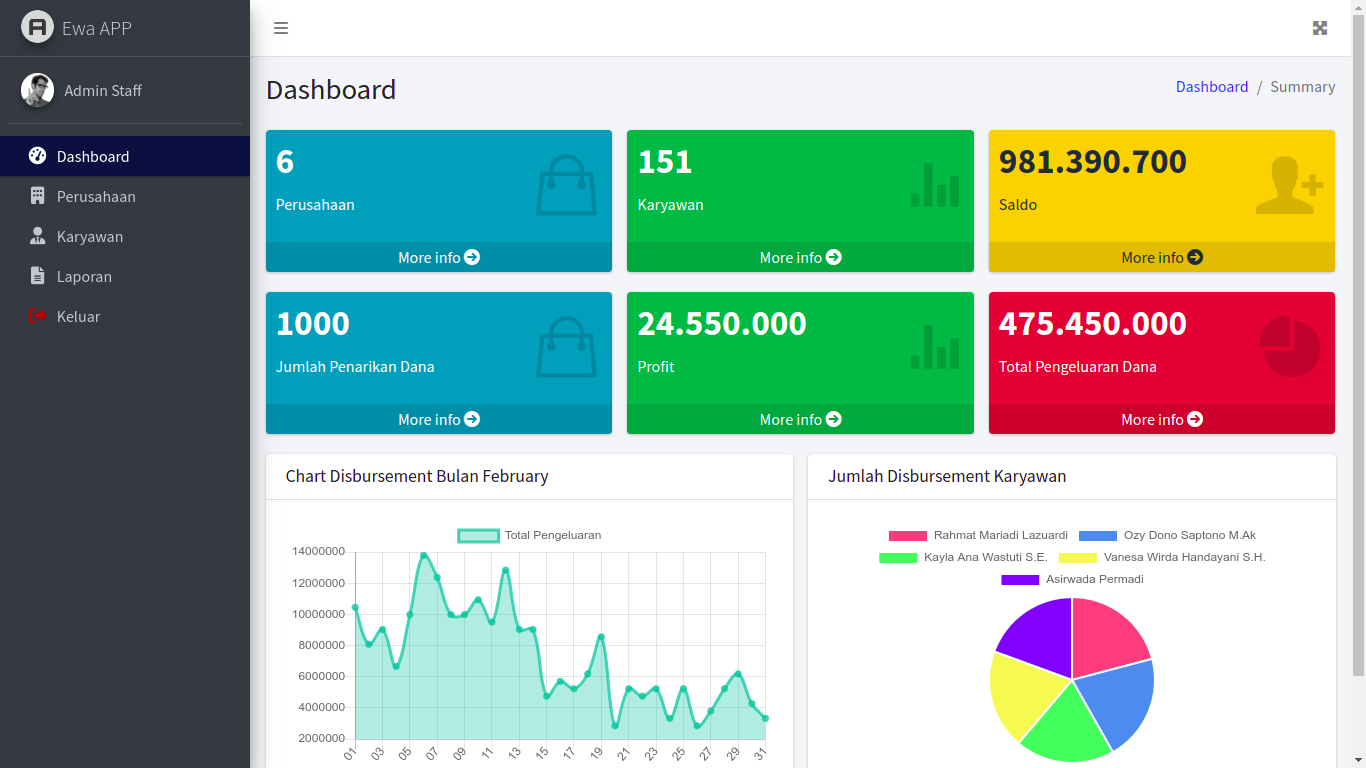 Ewa APP
Admin Staff
Dashboard
Perusahaan
Karyawan
Laporan
Keluar
Dashboard
Dashboard / Summary
6
Perusahaan
More info
151
Karyawan
More info
981.390.700
Saldo
More info
1000
Jumlah Penarikan Dana
More info
24.550.000
Profit
More info
475.450.000
Total Pengeluaran Dana
More info
Chart Disbursement Bulan February
Total Pengeluaran
14000000
12000000
10000000
8000000
6000000
4000000
2000000
01 03 05 07 09 11 13 15 17 19 21 23 25 27 29 31
Jumlah Disbursement Karyawan
Rahmat Mariadi Lazuardi Ozy Dono Saptono M.Ak
Kayla Ana Wastuti S.E. Vanesa Wirda Handayani S.H.
Asirwada Permadi